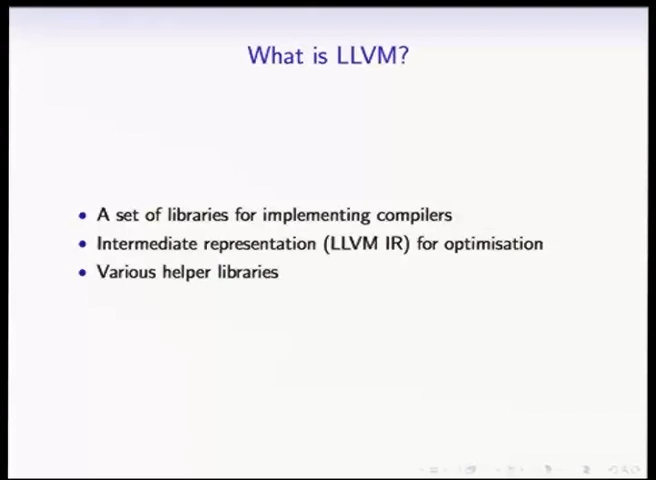 What is LLVM?
• A set of libraries for implementing compilers
• Intermediate representation (LLVM IR) for optimisation
• Various helper libraries